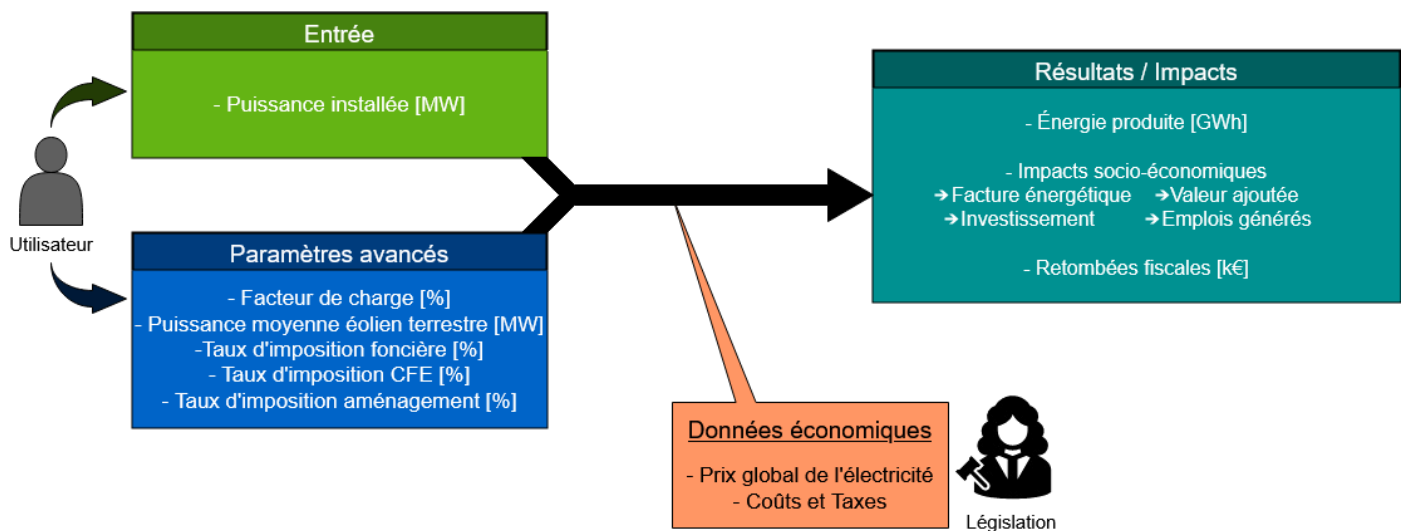 Entrée
- Puissance installée [MW]
Utilisateur
Paramètres avancés
- Facteur de charge [%]
- Puissance moyenne éolien terrestre [MW]
-Taux d'imposition foncière [%]
- Taux d'imposition CFE [%]
- Taux d'imposition aménagement [%]
Résultats / Impacts
- Énergie produite [GWh]
- Impacts socio-économiques
➔Facture énergétique ➔Valeur ajoutée
➔Investissement ➔Emplois générés
- Retombées fiscales [k€]
Données économiques
- Prix global de l'électricité
- Coûts et Taxes
Législation